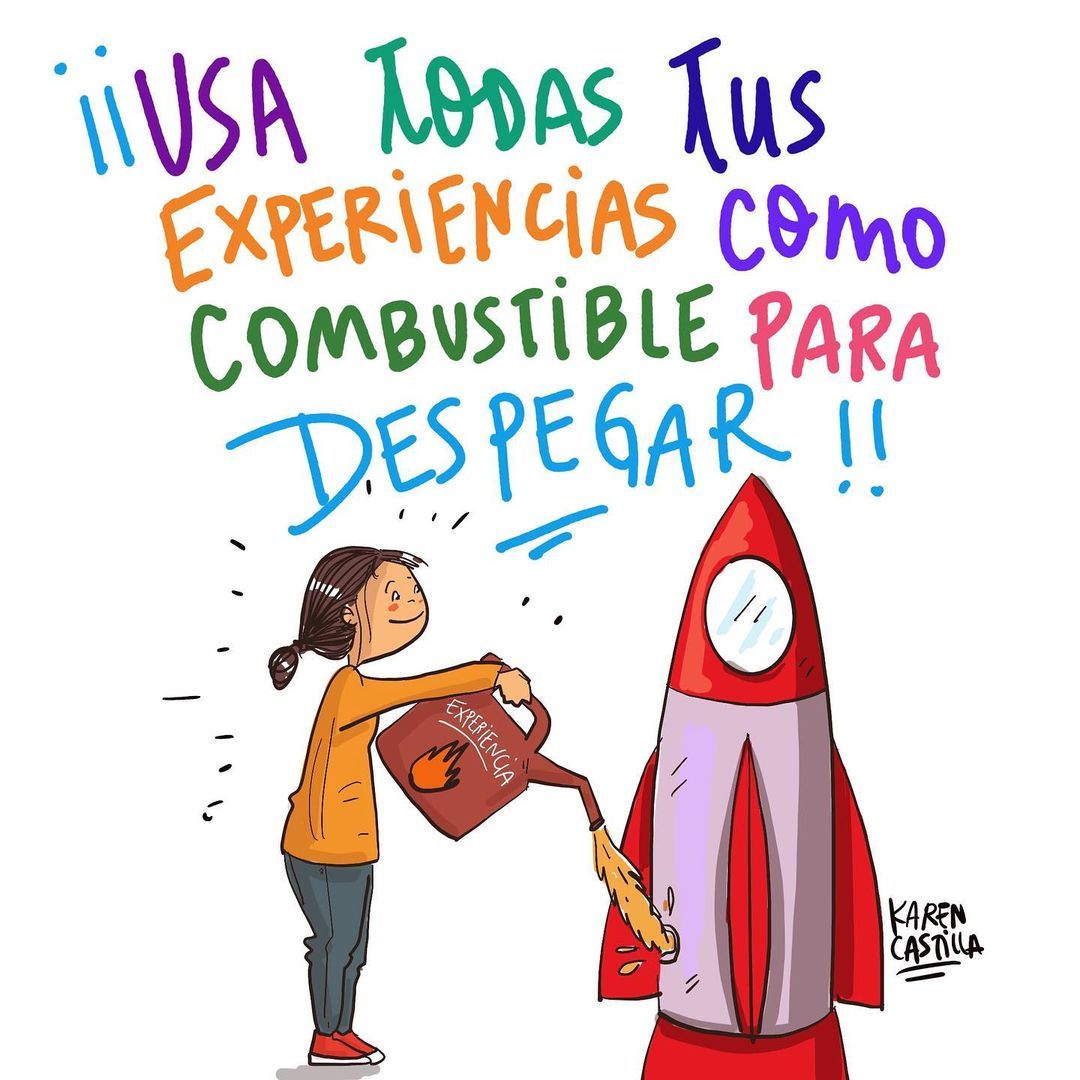 ¡¡USA TODAS TUS
EXPERiENCiAS COMO
COMBUSTiBLE PARA
DESPEGAR !!
EXPERiENCiA
KAREN
CASTiLLA